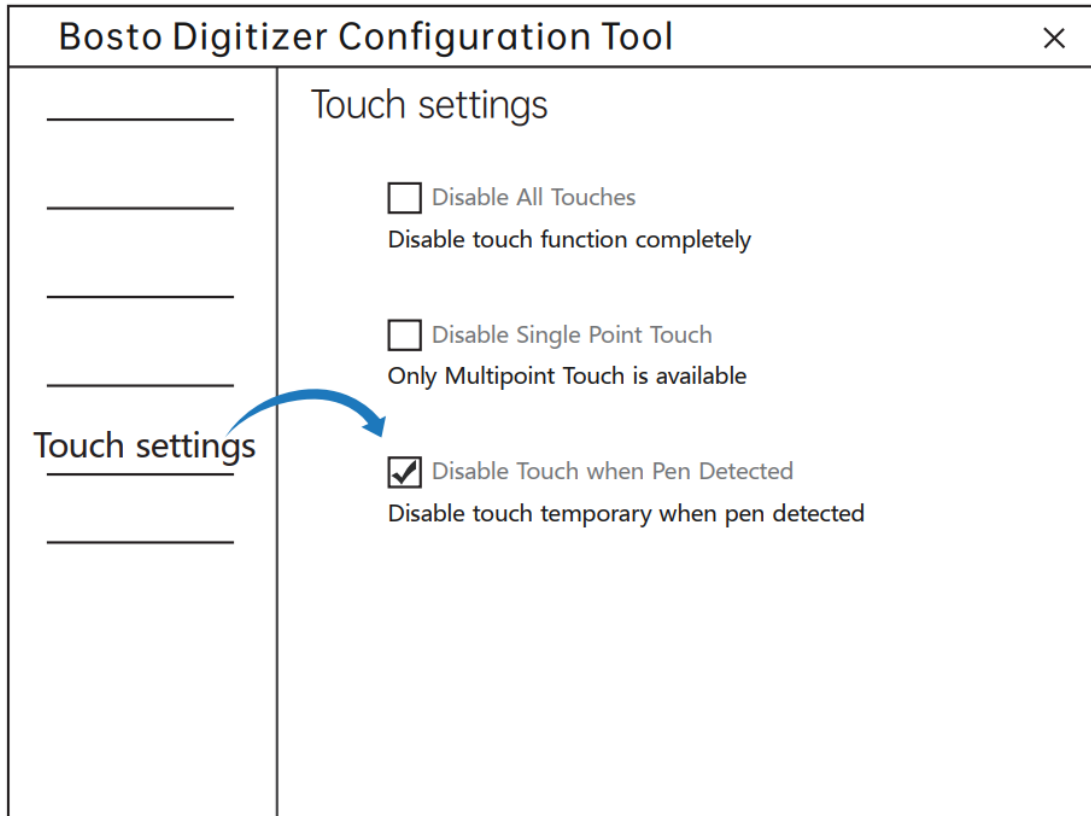 Bosto Digitizer Configuration Tool
Touch settings
Touch settings
Disable All Touches
Disable touch function completely
Disable Single Point Touch
Only Multipoint Touch is available
Disable Touch when Pen Detected
Disable touch temporary when pen detected